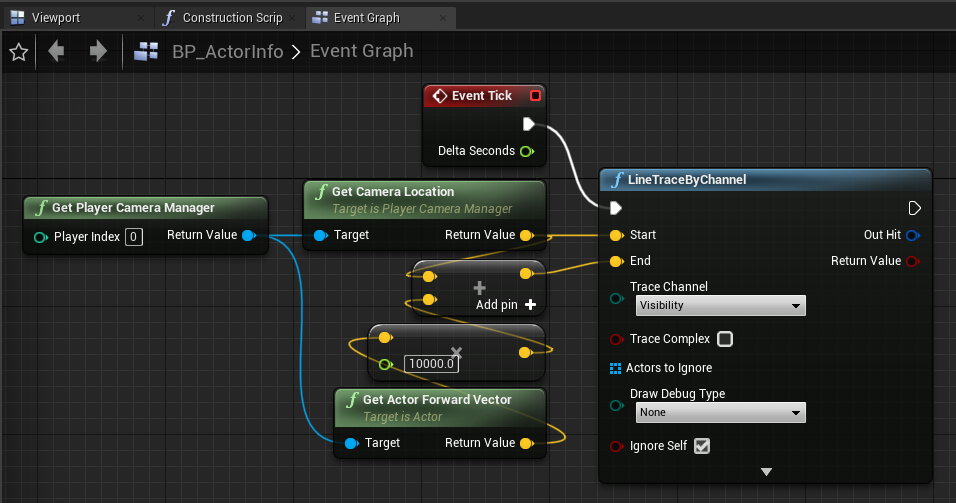 Viewport
Construction Scrip
Event Graph
BP_ActorInfo > Event Graph
Event Tick
Delta Seconds
LineTraceByChannel
Get Player Camera Manager
Player Index 0 Return Value
Get Camera Location
Target is Player Camera Manager
Target Return Value
Start Out Hit
End Return Value
Add pin +
Trace Channel
Visibility
Trace Complex
10000.0
Actors to Ignore
Get Actor Forward Vector
Target is Actor
Target Return Value
Draw Debug Type
None
Ignore Self